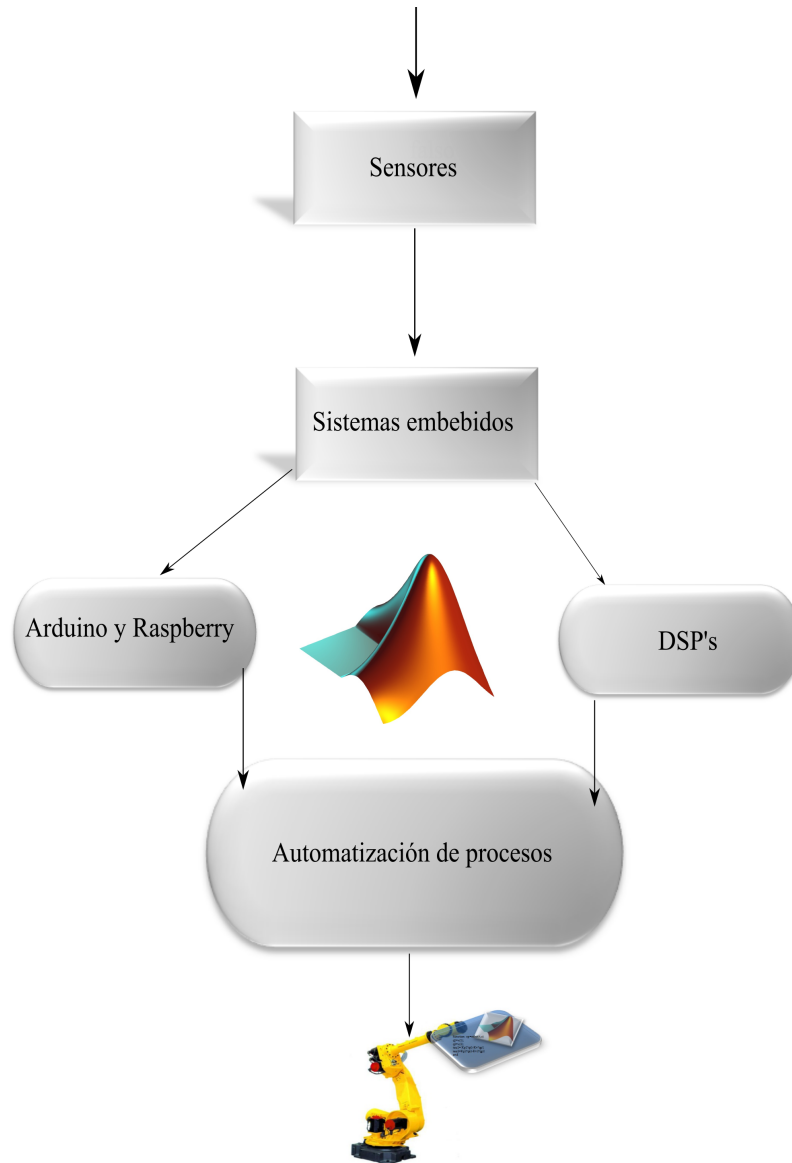 Sensores
Sistemas embebidos
Arduino y Raspberry
DSP's
Automatización de procesos